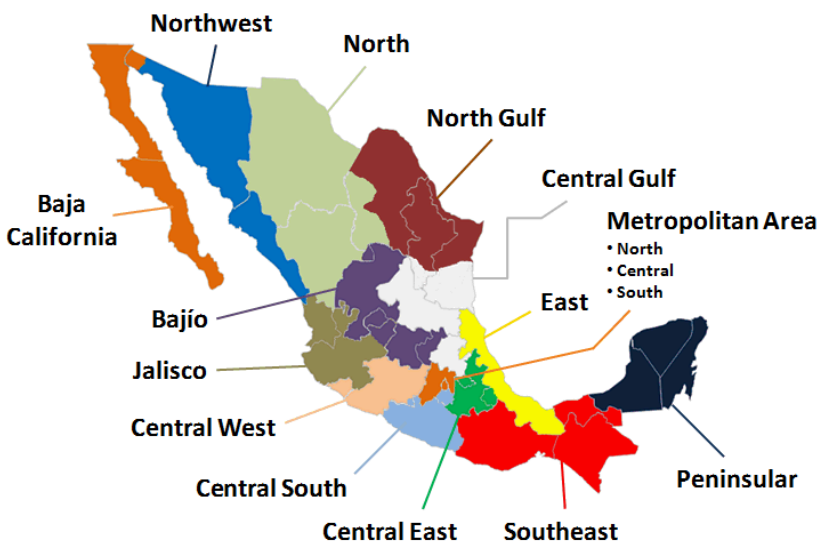 Northwest
North
North Gulf
Central Gulf
Baja
California
Metropolitan Area
• North
• Central
• South
East
Bajío
Jalisco
Central West
Central South
Central East
Southeast
Peninsular